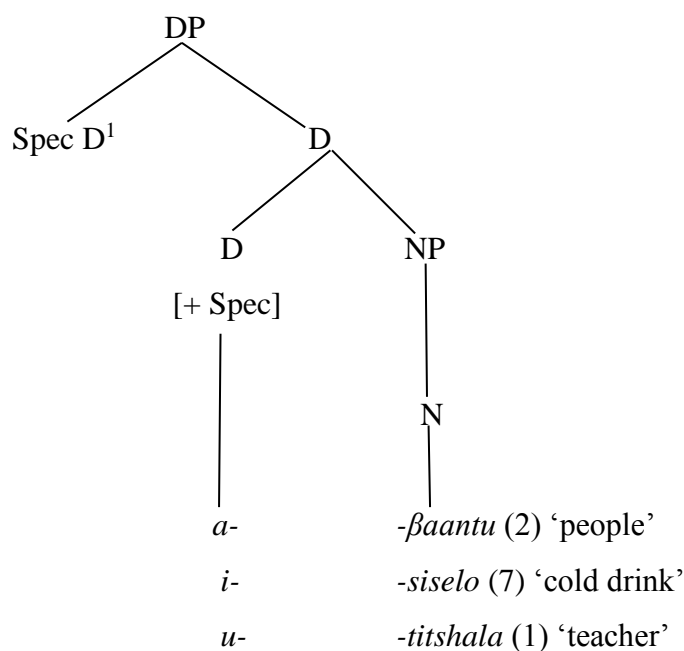 DP
Spec D¹ D
D NP
[+ Spec]
N
a- -βaantu (2) ‘people’
i- -siselo (7) ‘cold drink’
u- -titshala (1) ‘teacher’